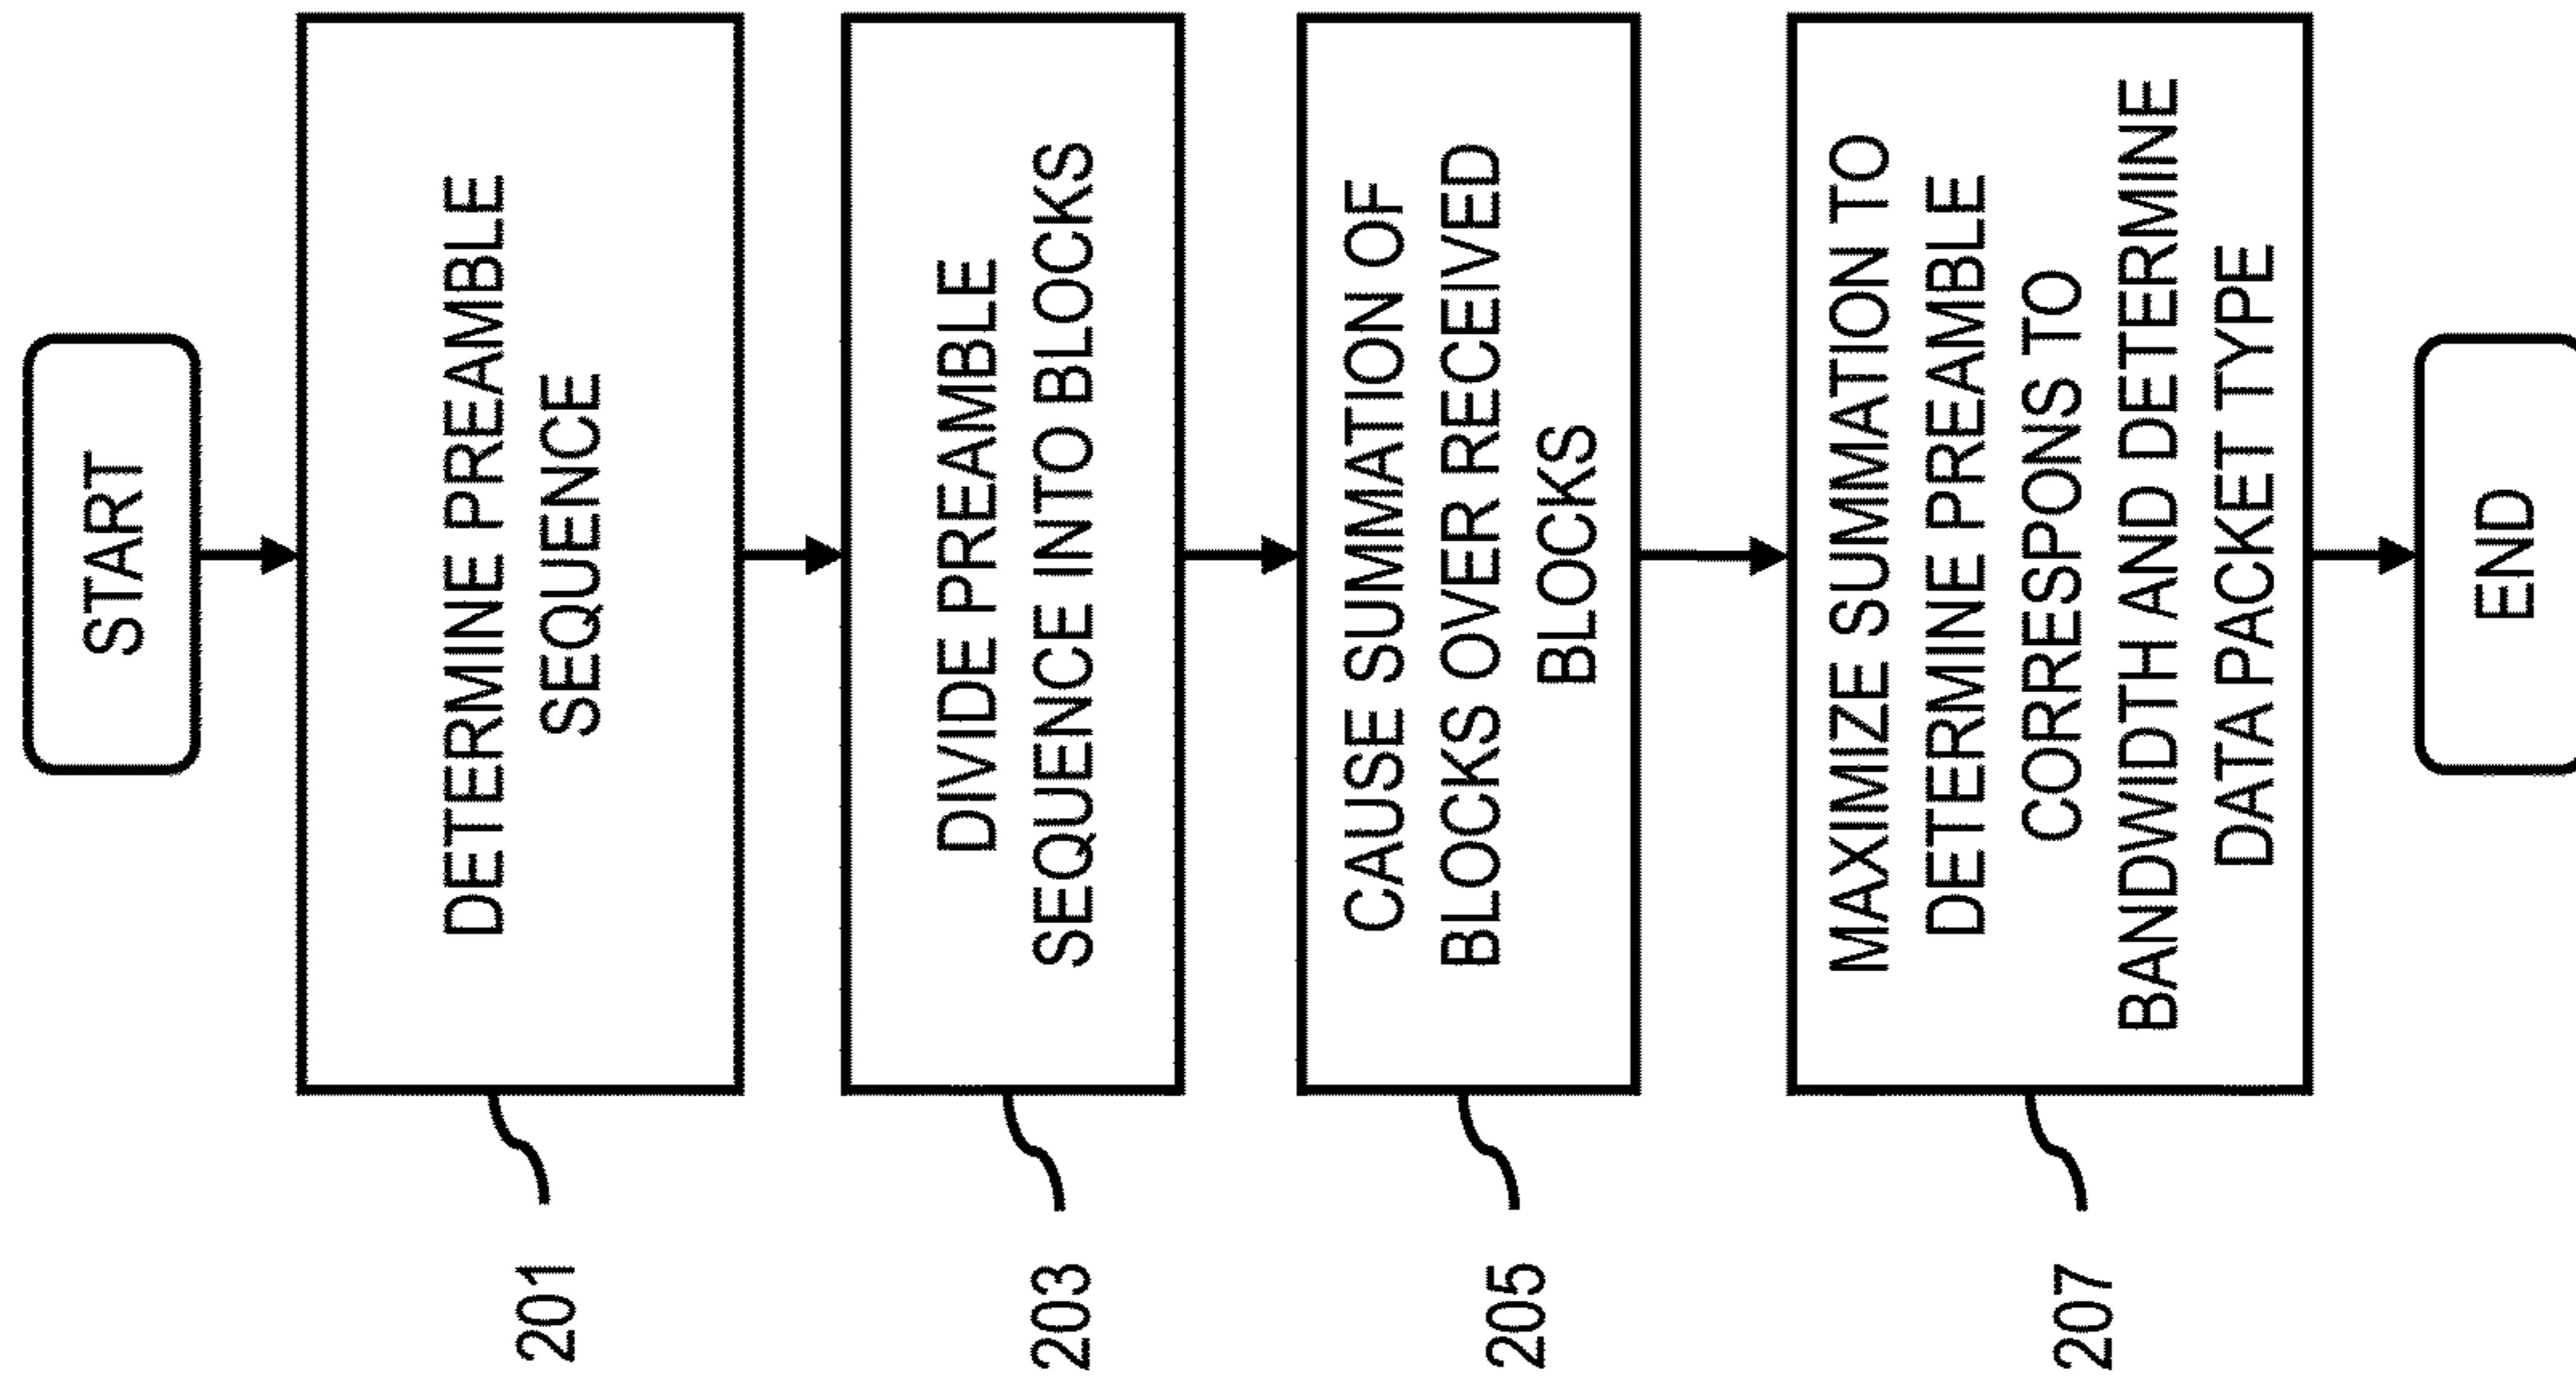 START
DETERMINE PREAMBLE
SEQUENCE
201
DIVIDE PREAMBLE
SEQUENCE INTO BLOCKS
203
CAUSE SUMMATION OF
BLOCKS OVER RECEIVED
BLOCKS
205
MAXIMIZE SUMMATION TO
DETERMINE PREAMBLE
CORRESPONS TO
BANDWIDTH AND DETERMINE
DATA PACKET TYPE
207
END